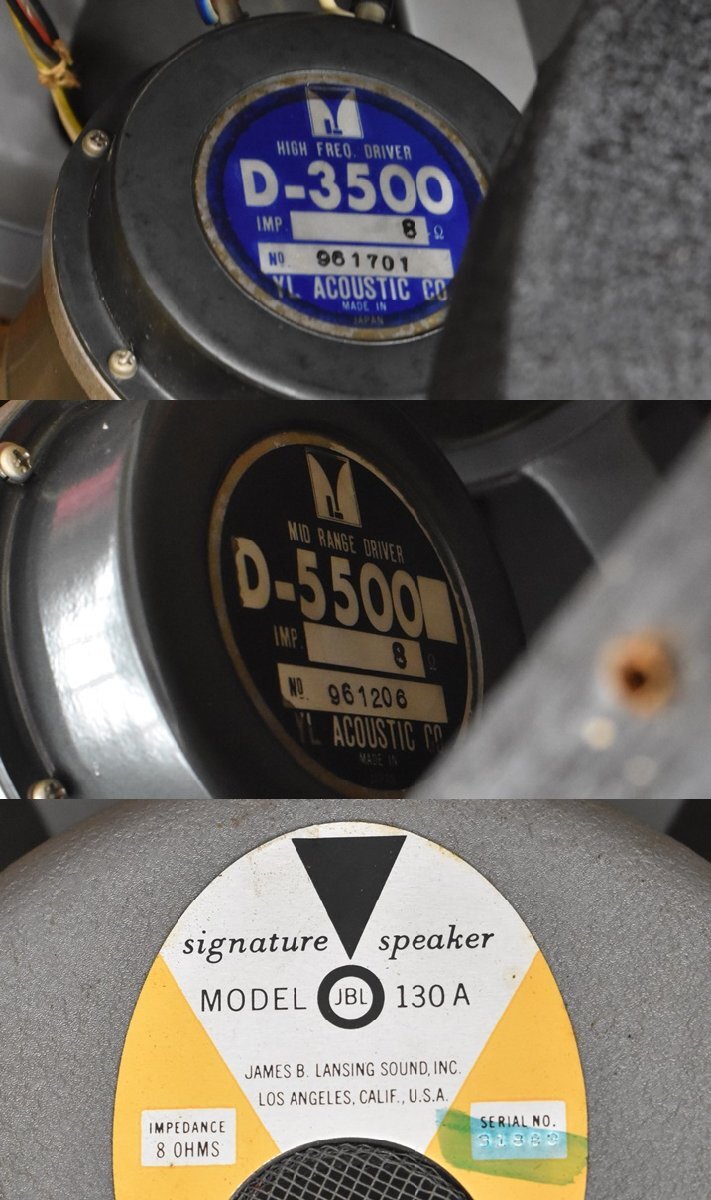 HIGH FREQ. DRIVER
D-3500
IMP. 8 Ω
NO. 961701
YL ACOUSTIC CO.
MADE IN
JAPAN
MID RANGE DRIVER
D-5500
IMP. 8 Ω
NO. 961206
YL ACOUSTIC CO.
MADE IN
JAPAN
signature speaker
MODEL JBL 130 A
JAMES B. LANSING SOUND, INC.
LOS ANGELES, CALIF., U.S.A.
IMPEDANCE
8 OHMS
SERIAL NO.